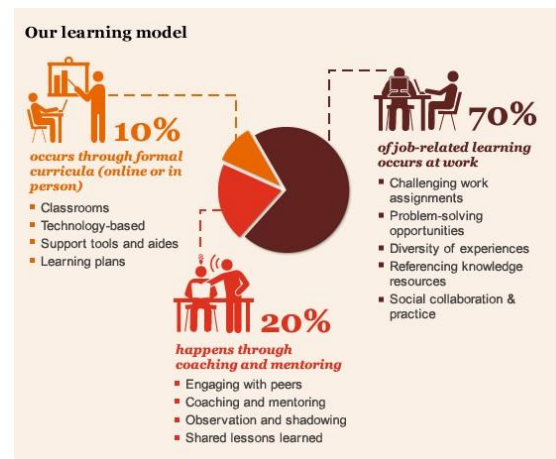 Our learning model
10%
occurs through formal
curricula (online or in
person)
▪ Classrooms
▪ Technology-based
▪ Support tools and aides
▪ Learning plans
70%
of job-related learning
occurs at work
▪ Challenging work
assignments
▪ Problem-solving
opportunities
▪ Diversity of experiences
▪ Referencing knowledge
resources
▪ Social collaboration &
practice
20%
happens through
coaching and mentoring
▪ Engaging with peers
▪ Coaching and mentoring
▪ Observation and shadowing
▪ Shared lessons learned